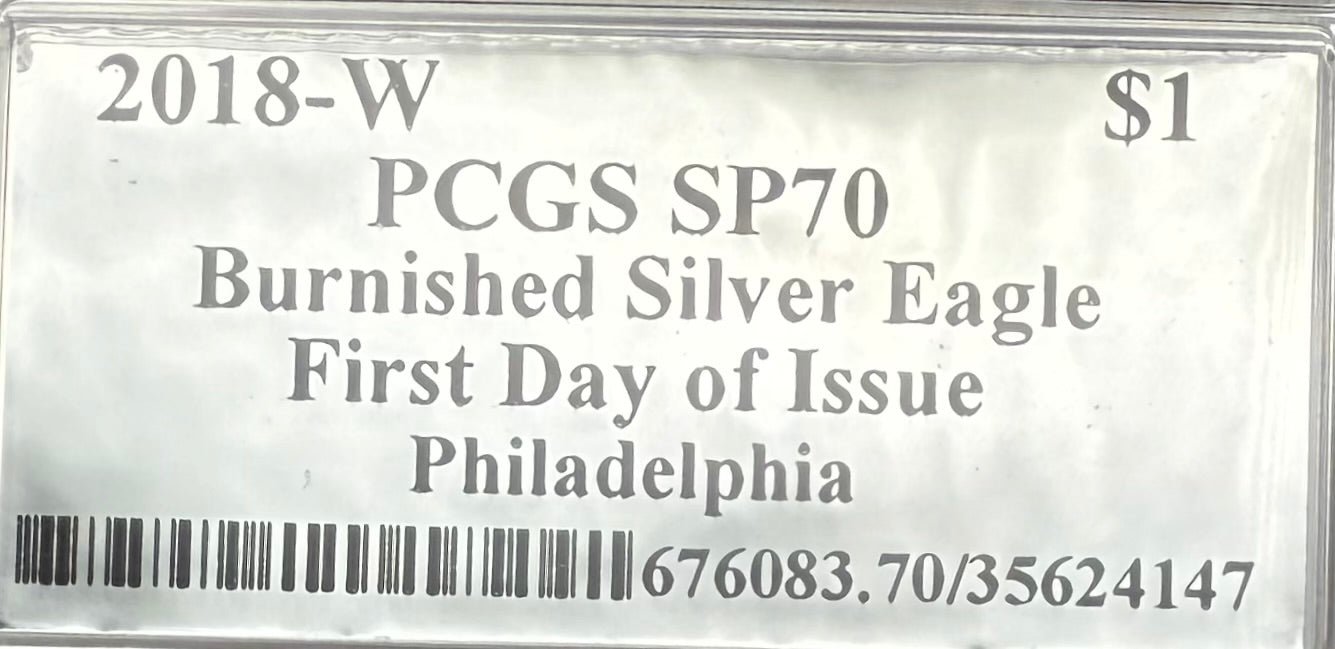 2018-W $1
PCGS SP70
Burnished Silver Eagle
First Day of Issue
Philadelphia
676083.70/35624147